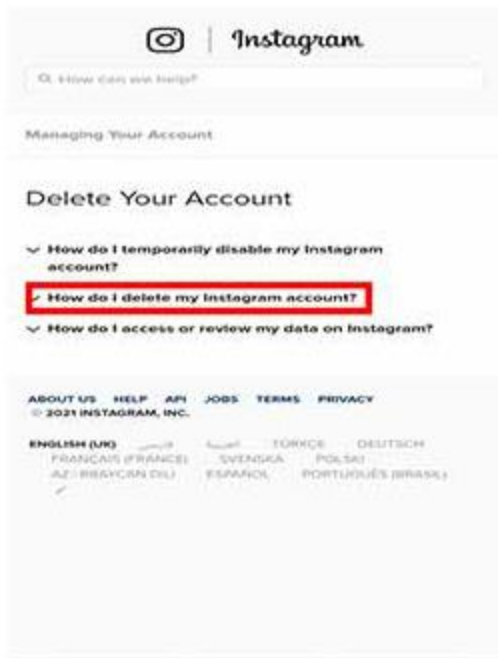 Instagram
How can we help?
Managing Your Account
Delete Your Account
How do I temporarily disable my Instagram
account?
How do I delete my Instagram account?
How do I access or review my data on Instagram?
ABOUT US HELP API JOBS TERMS PRIVACY
© 2021 INSTAGRAM, INC.
ENGLISH (UK) فارسی العربية TÜRKÇE DEUTSCH
FRANÇAIS (FRANCE) SVENSKA POLSKI
ESPAÑOL PORTUGUÊS (BRASIL)